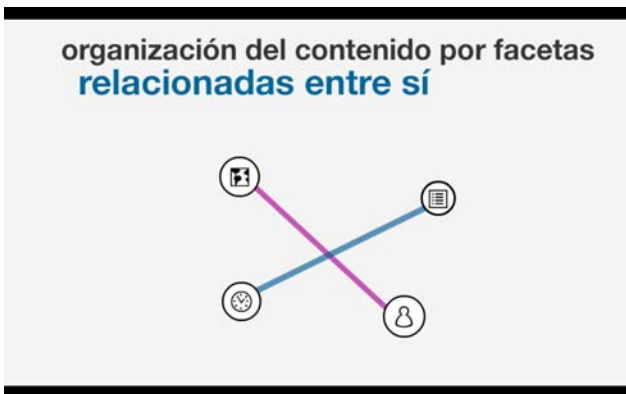 organización del contenido por facetas
relacionadas entre sí